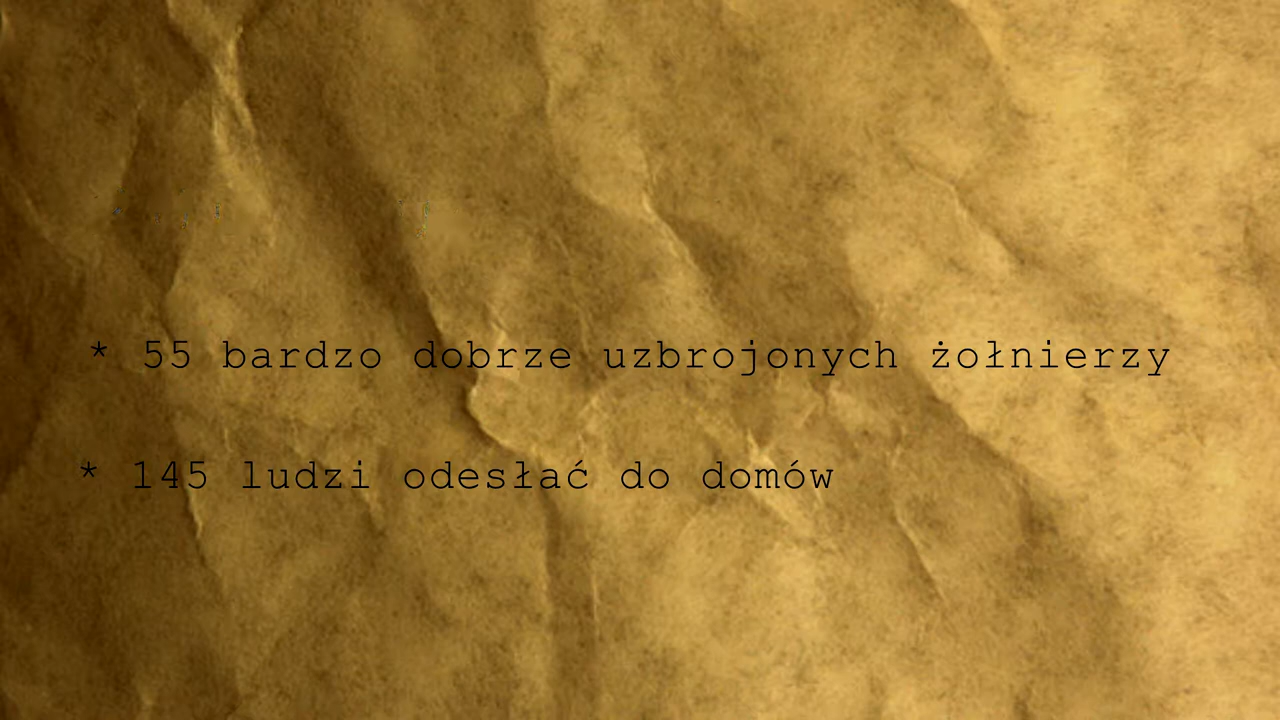 * 55 bardzo dobrze uzbrojonych żołnierzy
* 145 ludzi odesłać do domów